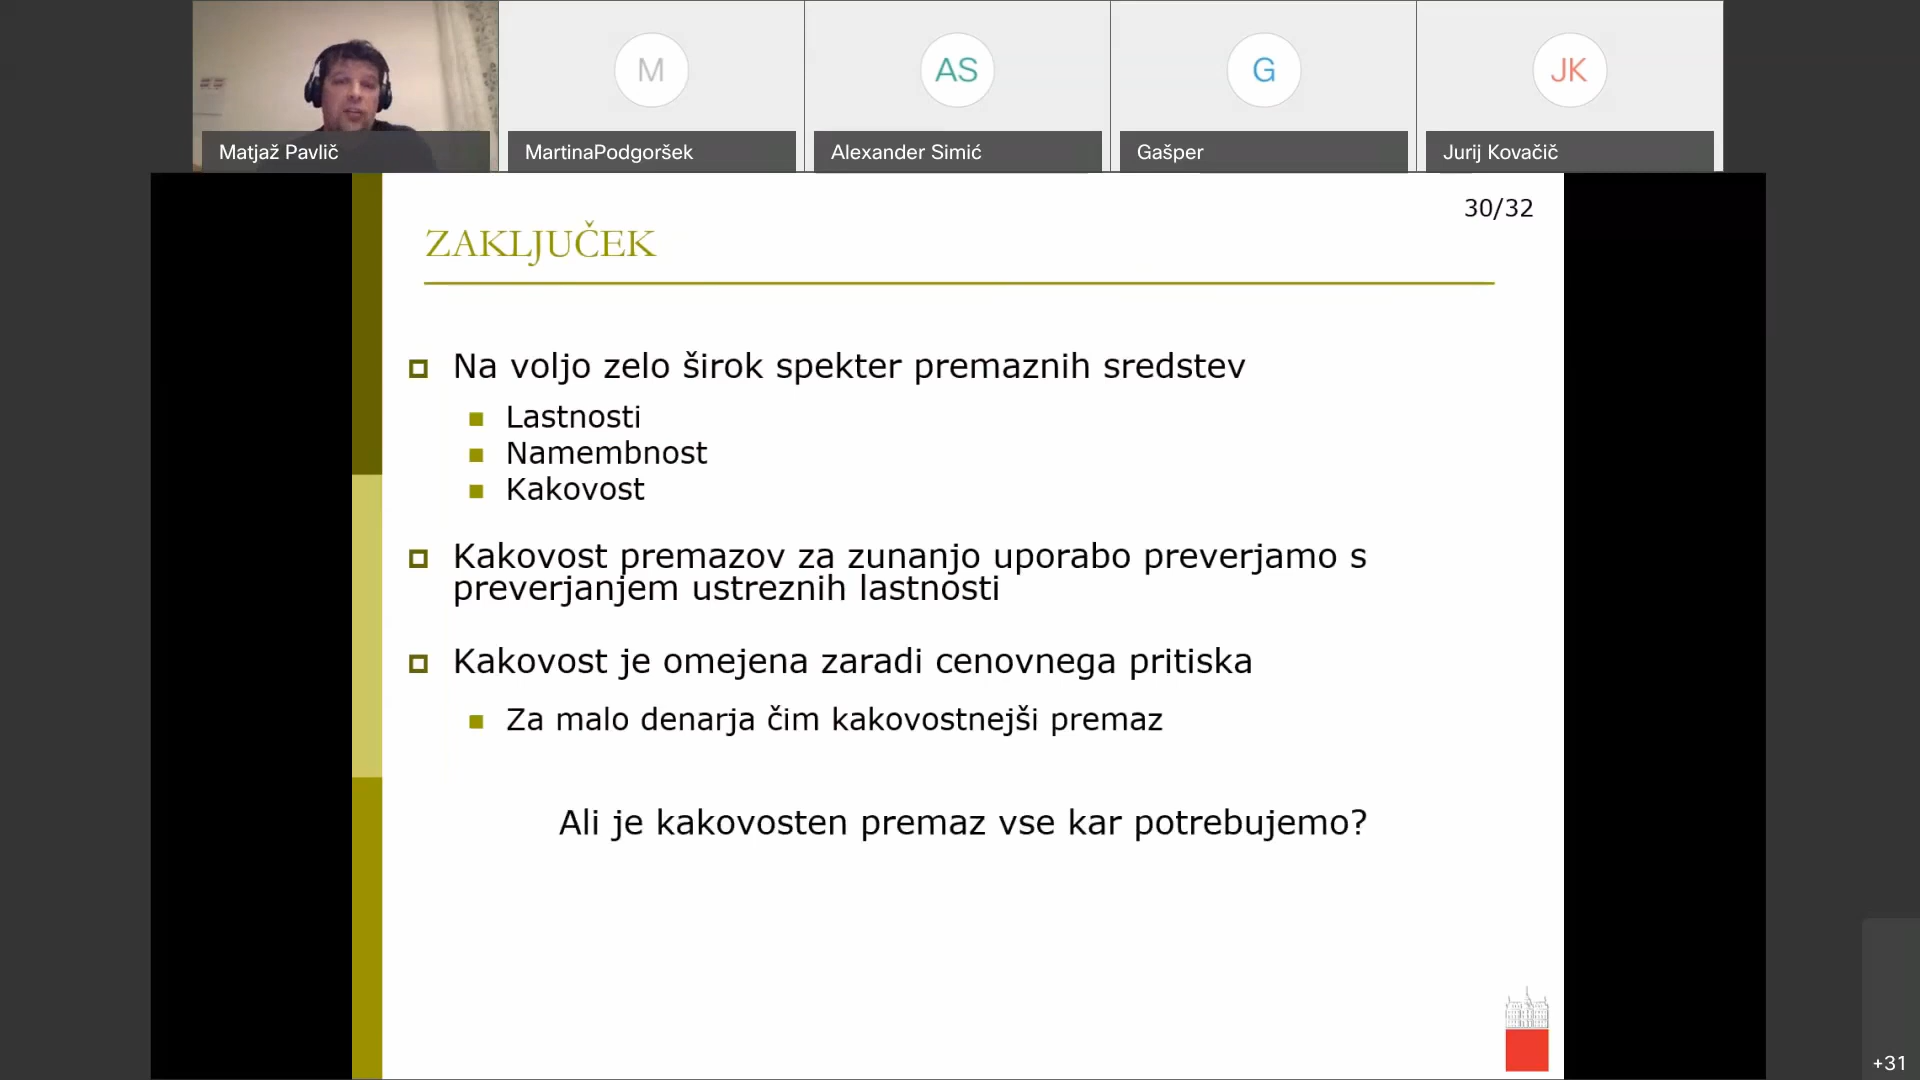 M
AS
G
JK
Matjaž Pavlič
MartinaPodgoršek
Alexander Simić
Gašper
Jurij Kovačič
30/32
ZAKLJUČEK
Na voljo zelo širok spekter premaznih sredstev
Lastnosti
Namembnost
Kakovost
Kakovost premazov za zunanjo uporabo preverjamo s
preverjanjem ustreznih lastnosti
Kakovost je omejena zaradi cenovnega pritiska
Za malo denarja čim kakovostnejši premaz
Ali je kakovosten premaz vse kar potrebujemo?
+31